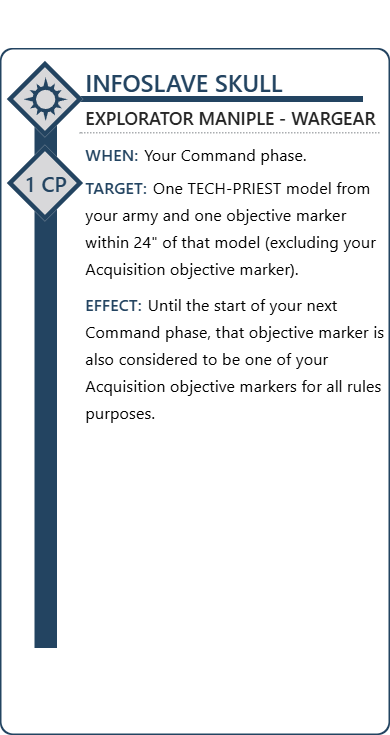 INFOSLAVE SKULL
EXPLORATOR MANIPLE - WARGEAR
WHEN: Your Command phase.
1 CP
TARGET: One TECH-PRIEST model from
your army and one objective marker
within 24" of that model (excluding your
Acquisition objective marker).
EFFECT: Until the start of your next
Command phase, that objective marker is
also considered to be one of your
Acquisition objective markers for all rules
purposes.